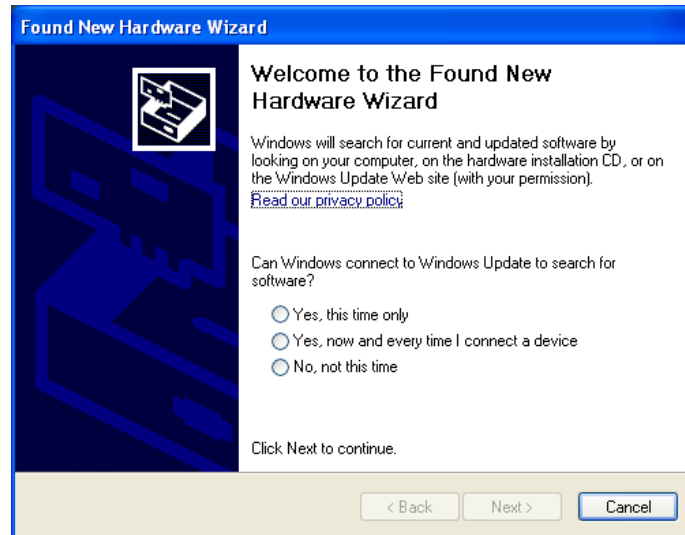 Found New Hardware Wizard
Welcome to the Found New
Hardware Wizard
Windows will search for current and updated software by
looking on your computer, on the hardware installation CD, or on
the Windows Update Web site (with your permission).
Read our privacy policy
Can Windows connect to Windows Update to search for
software?
Yes, this time only
Yes, now and every time I connect a device
No, not this time
Click Next to continue.
< Back
Next >
Cancel